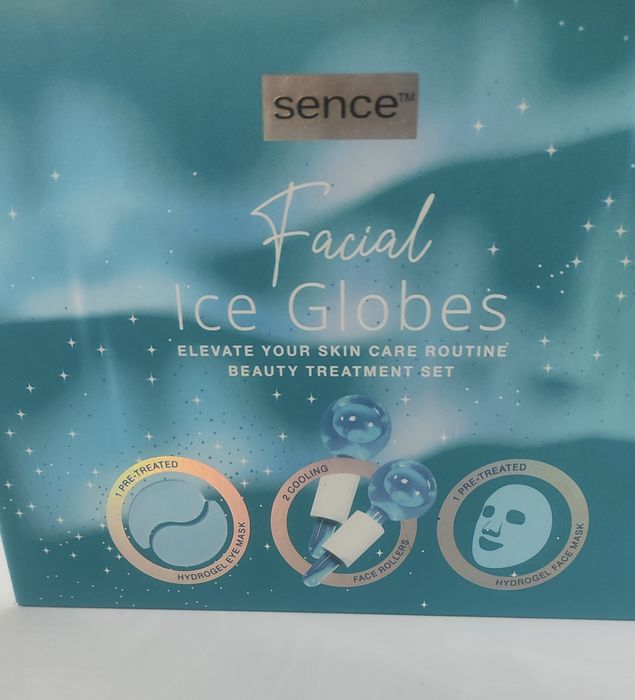 sence™
Facial
Ice Globes
ELEVATE YOUR SKIN CARE ROUTINE
BEAUTY TREATMENT SET
1 PRE-TREATED
HYDROGEL EYE MASK
2 COOLING
FACE ROLLERS
1 PRE-TREATED
HYDROGEL FACE MASK